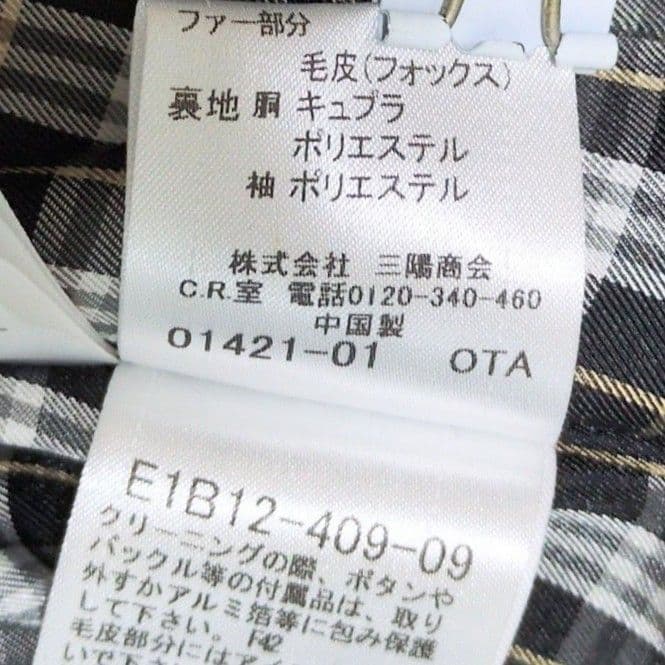 ファー部分
毛皮(フォックス)
裏地 胴 キュプラ
ポリエステル
袖 ポリエステル
株式会社 三陽商会
C.R.室 電話0120-340-460
中国製
01421-01 OTA
E1B12-409-09
クリーニングの際、ボタンや
バックル等の付属品は、取り
外すかアルミ箔等に包み保護
して下さい。 F42
毛皮部分にはアイ